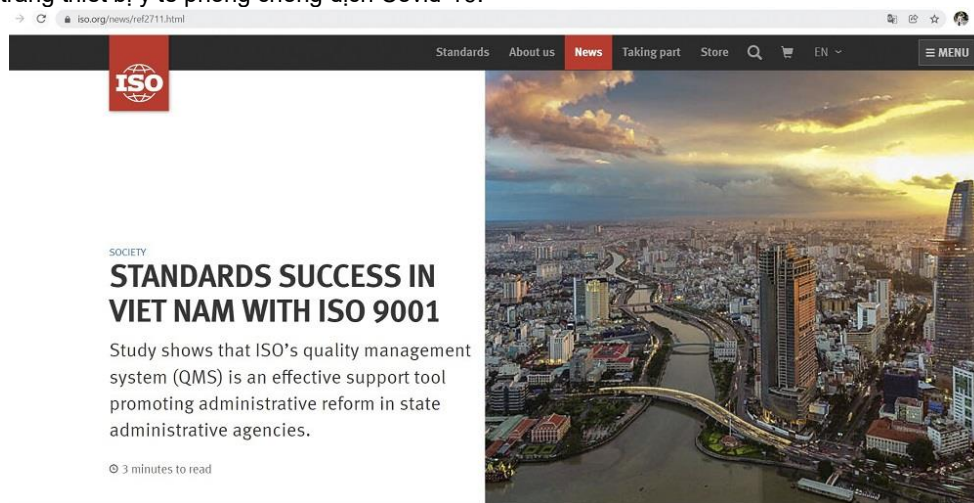 trang thiết bị y tế phòng chống dịch Covid-19.
iso.org/news/ref2711.html
Standards About us News Taking part Store EN MENU
ISO
SOCIETY
STANDARDS SUCCESS IN
VIET NAM WITH ISO 9001
Study shows that ISO’s quality management
system (QMS) is an effective support tool
promoting administrative reform in state
administrative agencies.
3 minutes to read